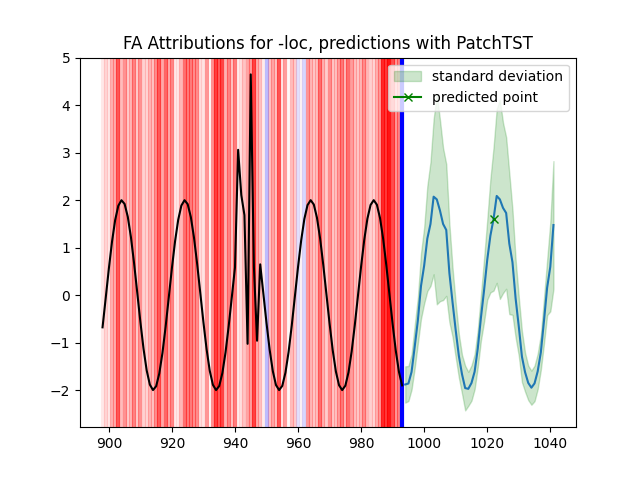 FA Attributions for -loc, predictions with PatchTST
standard deviation
predicted point
5
4
3
2
1
0
−1
−2
900 920 940 960 980 1000 1020 1040